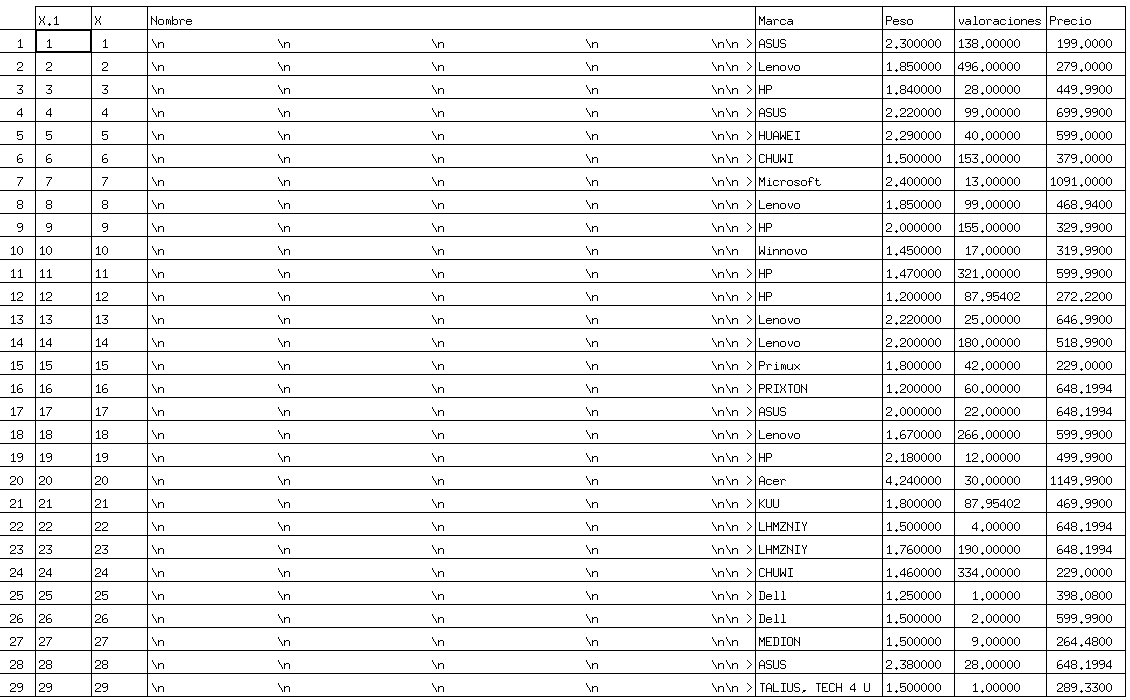 X.1 X Nombre Marca Peso valoraciones Precio
1 1 1 \n \n \n \n \n\n > ASUS 2.300000 138.00000 199.0000
2 2 2 \n \n \n \n \n\n > Lenovo 1.850000 496.00000 279.0000
3 3 3 \n \n \n \n \n\n > HP 1.840000 28.00000 449.9900
4 4 4 \n \n \n \n \n\n > ASUS 2.220000 99.00000 699.9900
5 5 5 \n \n \n \n \n\n > HUAWEI 2.290000 40.00000 599.0000
6 6 6 \n \n \n \n \n\n > CHUWI 1.500000 153.00000 379.0000
7 7 7 \n \n \n \n \n\n > Microsoft 2.400000 13.00000 1091.0000
8 8 8 \n \n \n \n \n\n > Lenovo 1.850000 99.00000 468.9400
9 9 9 \n \n \n \n \n\n > HP 2.000000 155.00000 329.9900
10 10 10 \n \n \n \n \n\n Winnovo 1.450000 17.00000 319.9900
11 11 11 \n \n \n \n \n\n > HP 1.470000 321.00000 599.9900
12 12 12 \n \n \n \n \n\n > HP 1.200000 87.95402 272.2200
13 13 13 \n \n \n \n \n\n > Lenovo 2.220000 25.00000 646.9900
14 14 14 \n \n \n \n \n\n > Lenovo 2.200000 180.00000 518.9900
15 15 15 \n \n \n \n \n\n > Primux 1.800000 42.00000 229.0000
16 16 16 \n \n \n \n \n\n > PRIXTON 1.200000 60.00000 648.1994
17 17 17 \n \n \n \n \n\n > ASUS 2.000000 22.00000 648.1994
18 18 18 \n \n \n \n \n\n > Lenovo 1.670000 266.00000 599.9900
19 19 19 \n \n \n \n \n\n > HP 2.180000 12.00000 499.9900
20 20 20 \n \n \n \n \n\n > Acer 4.240000 30.00000 1149.9900
21 21 21 \n \n \n \n \n\n > KUU 1.800000 87.95402 469.9900
22 22 22 \n \n \n \n \n\n > LHMZNIY 1.500000 4.00000 648.1994
23 23 23 \n \n \n \n \n\n > LHMZNIY 1.760000 190.00000 648.1994
24 24 24 \n \n \n \n \n\n > CHUWI 1.460000 334.00000 229.0000
25 25 25 \n \n \n \n \n\n > Dell 1.250000 1.00000 398.0800
26 26 26 \n \n \n \n \n\n > Dell 1.500000 2.00000 599.9900
27 27 27 \n \n \n \n \n\n MEDION 1.500000 9.00000 264.4800
28 28 28 \n \n \n \n \n\n > ASUS 2.380000 28.00000 648.1994
29 29 29 \n \n \n \n \n\n > TALIUS, TECH 4 U 1.500000 1.00000 289.3300